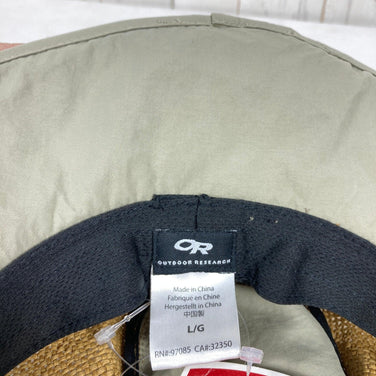 OR
OUTDOOR RESEARCH
Made in China
Fabriqué en Chine
Hergestellt in China
中国製
L/G
RN#:97085 CA#:32350